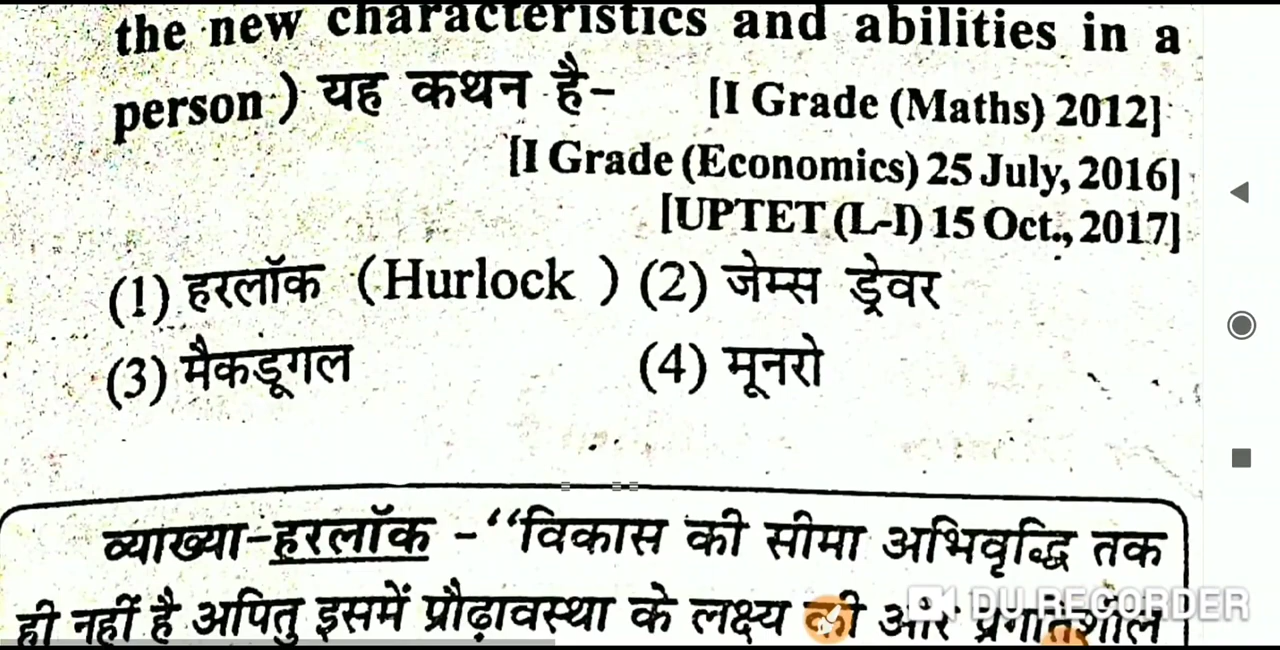 the new characteristics and abilities in a
person) यह कथन है- [I Grade (Maths) 2012]
[I Grade (Economics) 25 July, 2016]
[UPTET (L-I) 15 Oct., 2017]
(1) हरलॉक (Hurlock ) (2) जेम्स ड्रेवर
(3) मैकडूगल (4) मूनरो
व्याख्या-हरलॉक - “विकास की सीमा अभिवृद्धि तक
ही नहीं है अपितु इसमें प्रौढ़ावस्था के लक्ष्य की ओर प्रगतिशील
DU RECORDER